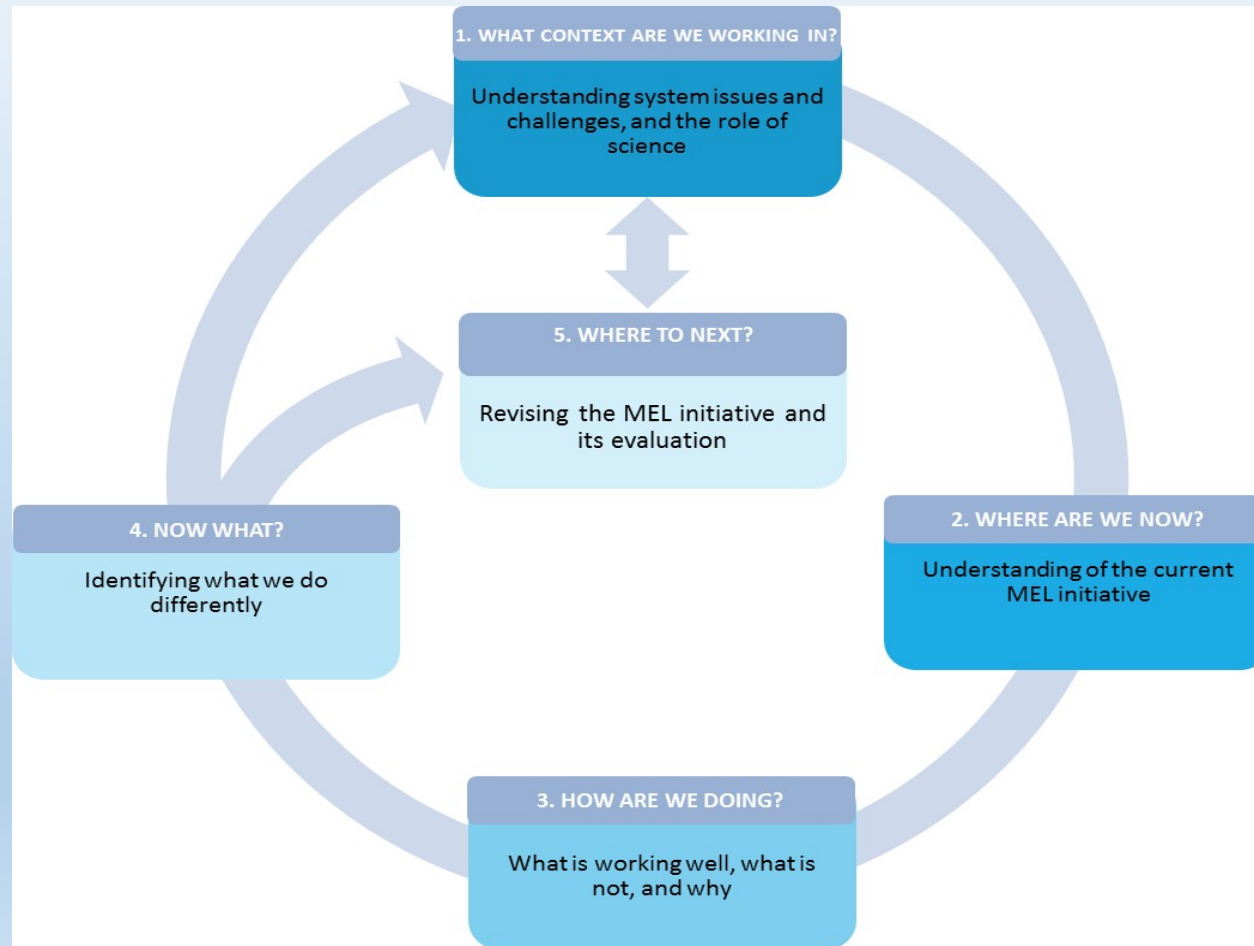 1. WHAT CONTEXT ARE WE WORKING IN?
Understanding system issues and
challenges, and the role of
science
5. WHERE TO NEXT?
Revising the MEL initiative and
its evaluation
4. NOW WHAT?
Identifying what we do
differently
2. WHERE ARE WE NOW?
Understanding of the current
MEL initiative
3. HOW ARE WE DOING?
What is working well, what is
not, and why